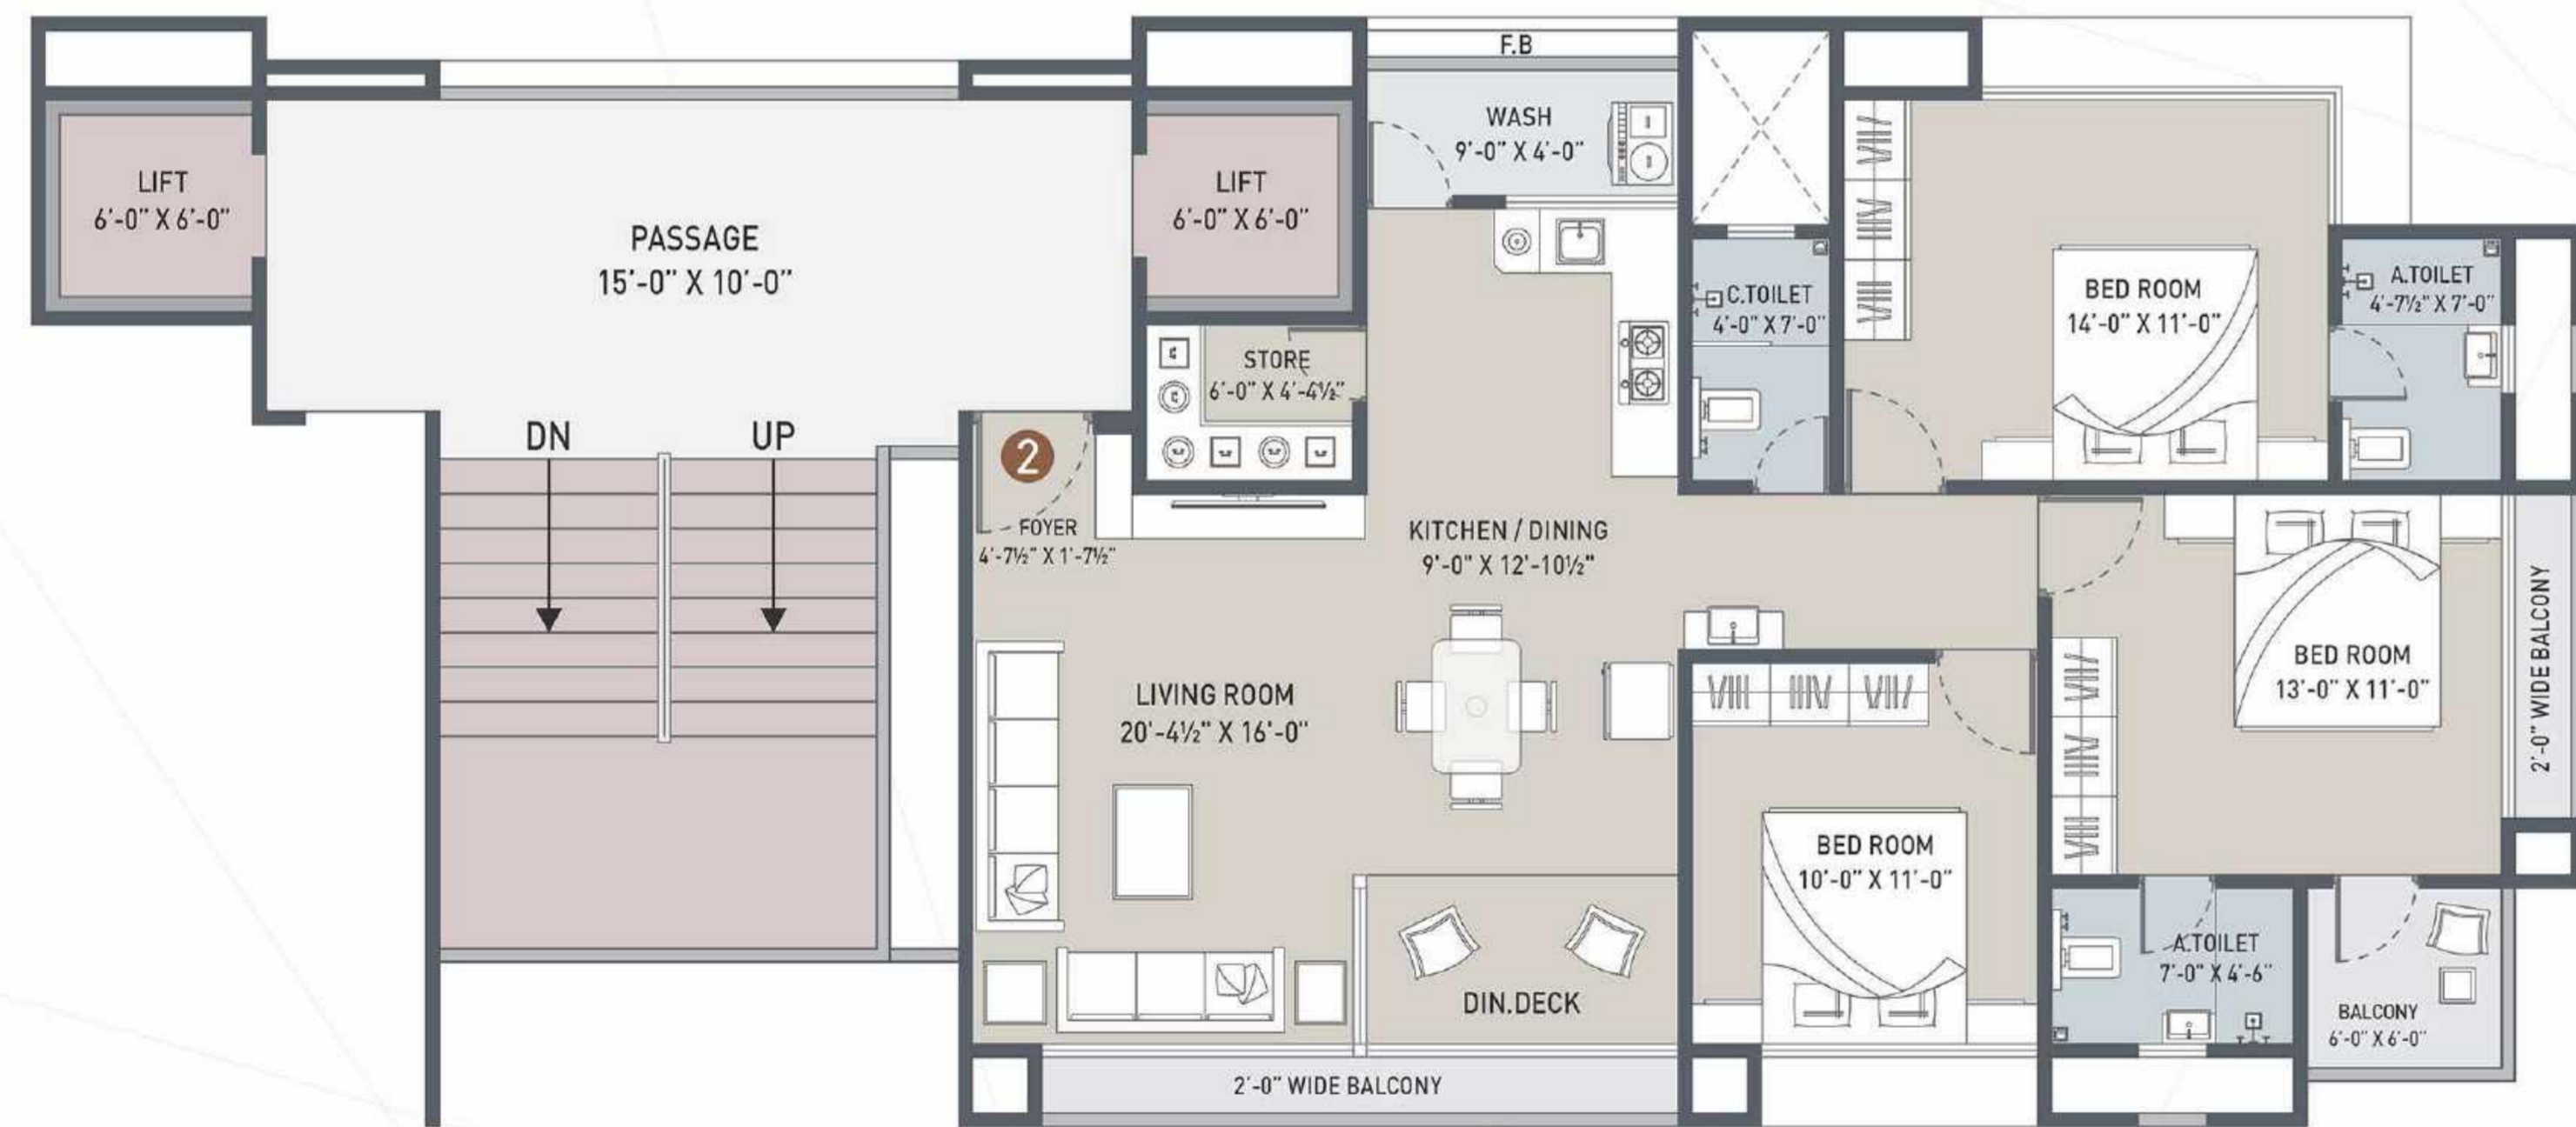 F.B
WASH
9'-0" X 4'-0"
LIFT
6'-0" X 6'-0"
PASSAGE
15'-0" X 10'-0"
LIFT
6'-0" X 6'-0"
C.TOILET
4'-0" X 7'-0"
BED ROOM
14'-0" X 11'-0"
A.TOILET
4'-7½" X 7'-0"
STORE
6'-0" X 4'-4½"
DN
UP
2
FOYER
4'-7½" X 1'-7½"
KITCHEN / DINING
9'-0" X 12'-10½"
LIVING ROOM
20'-4½" X 16'-0"
BED ROOM
13'-0" X 11'-0"
2'-0" WIDE BALCONY
BED ROOM
10'-0" X 11'-0"
DIN.DECK
A.TOILET
7'-0" X 4'-6"
BALCONY
6'-0" X 6'-0"
2'-0" WIDE BALCONY